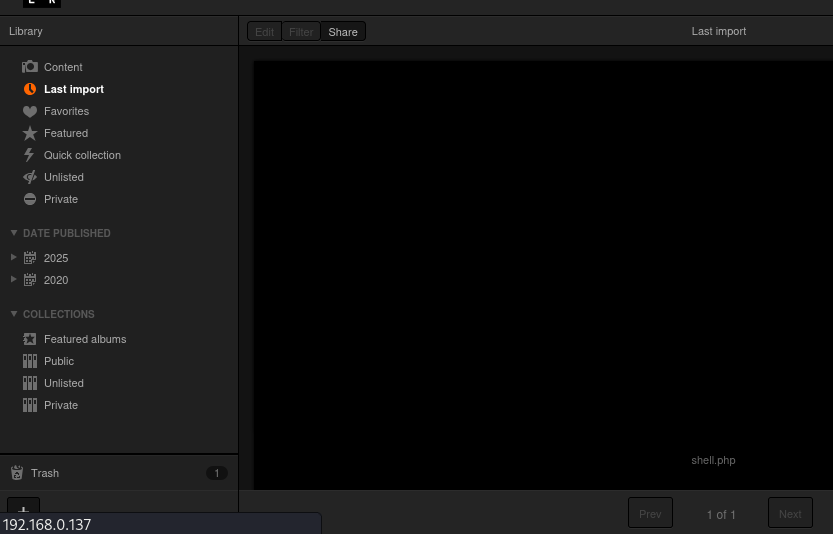 Library
Edit Filter Share
Last import
Content
Last import
Favorites
Featured
Quick collection
Unlisted
Private
DATE PUBLISHED
2025
2020
COLLECTIONS
Featured albums
Public
Unlisted
Private
Trash 1
shell.php
Prev 1 of 1 Next
192.168.0.137